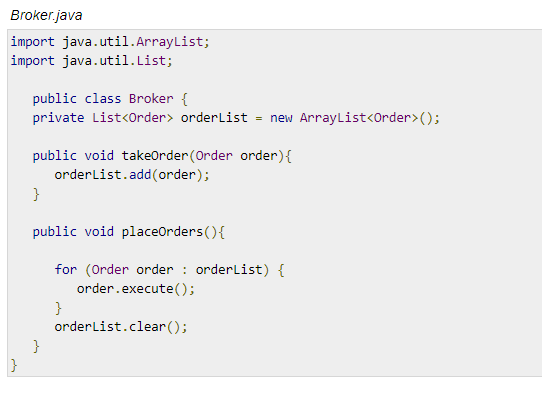 Broker.java
import java.util.ArrayList;
import java.util.List;
public class Broker {
private List<Order> orderList = new ArrayList<Order>();
public void takeOrder(Order order){
orderList.add(order);
}
public void placeOrders(){
for (Order order : orderList) {
order.execute();
}
orderList.clear();
}
}